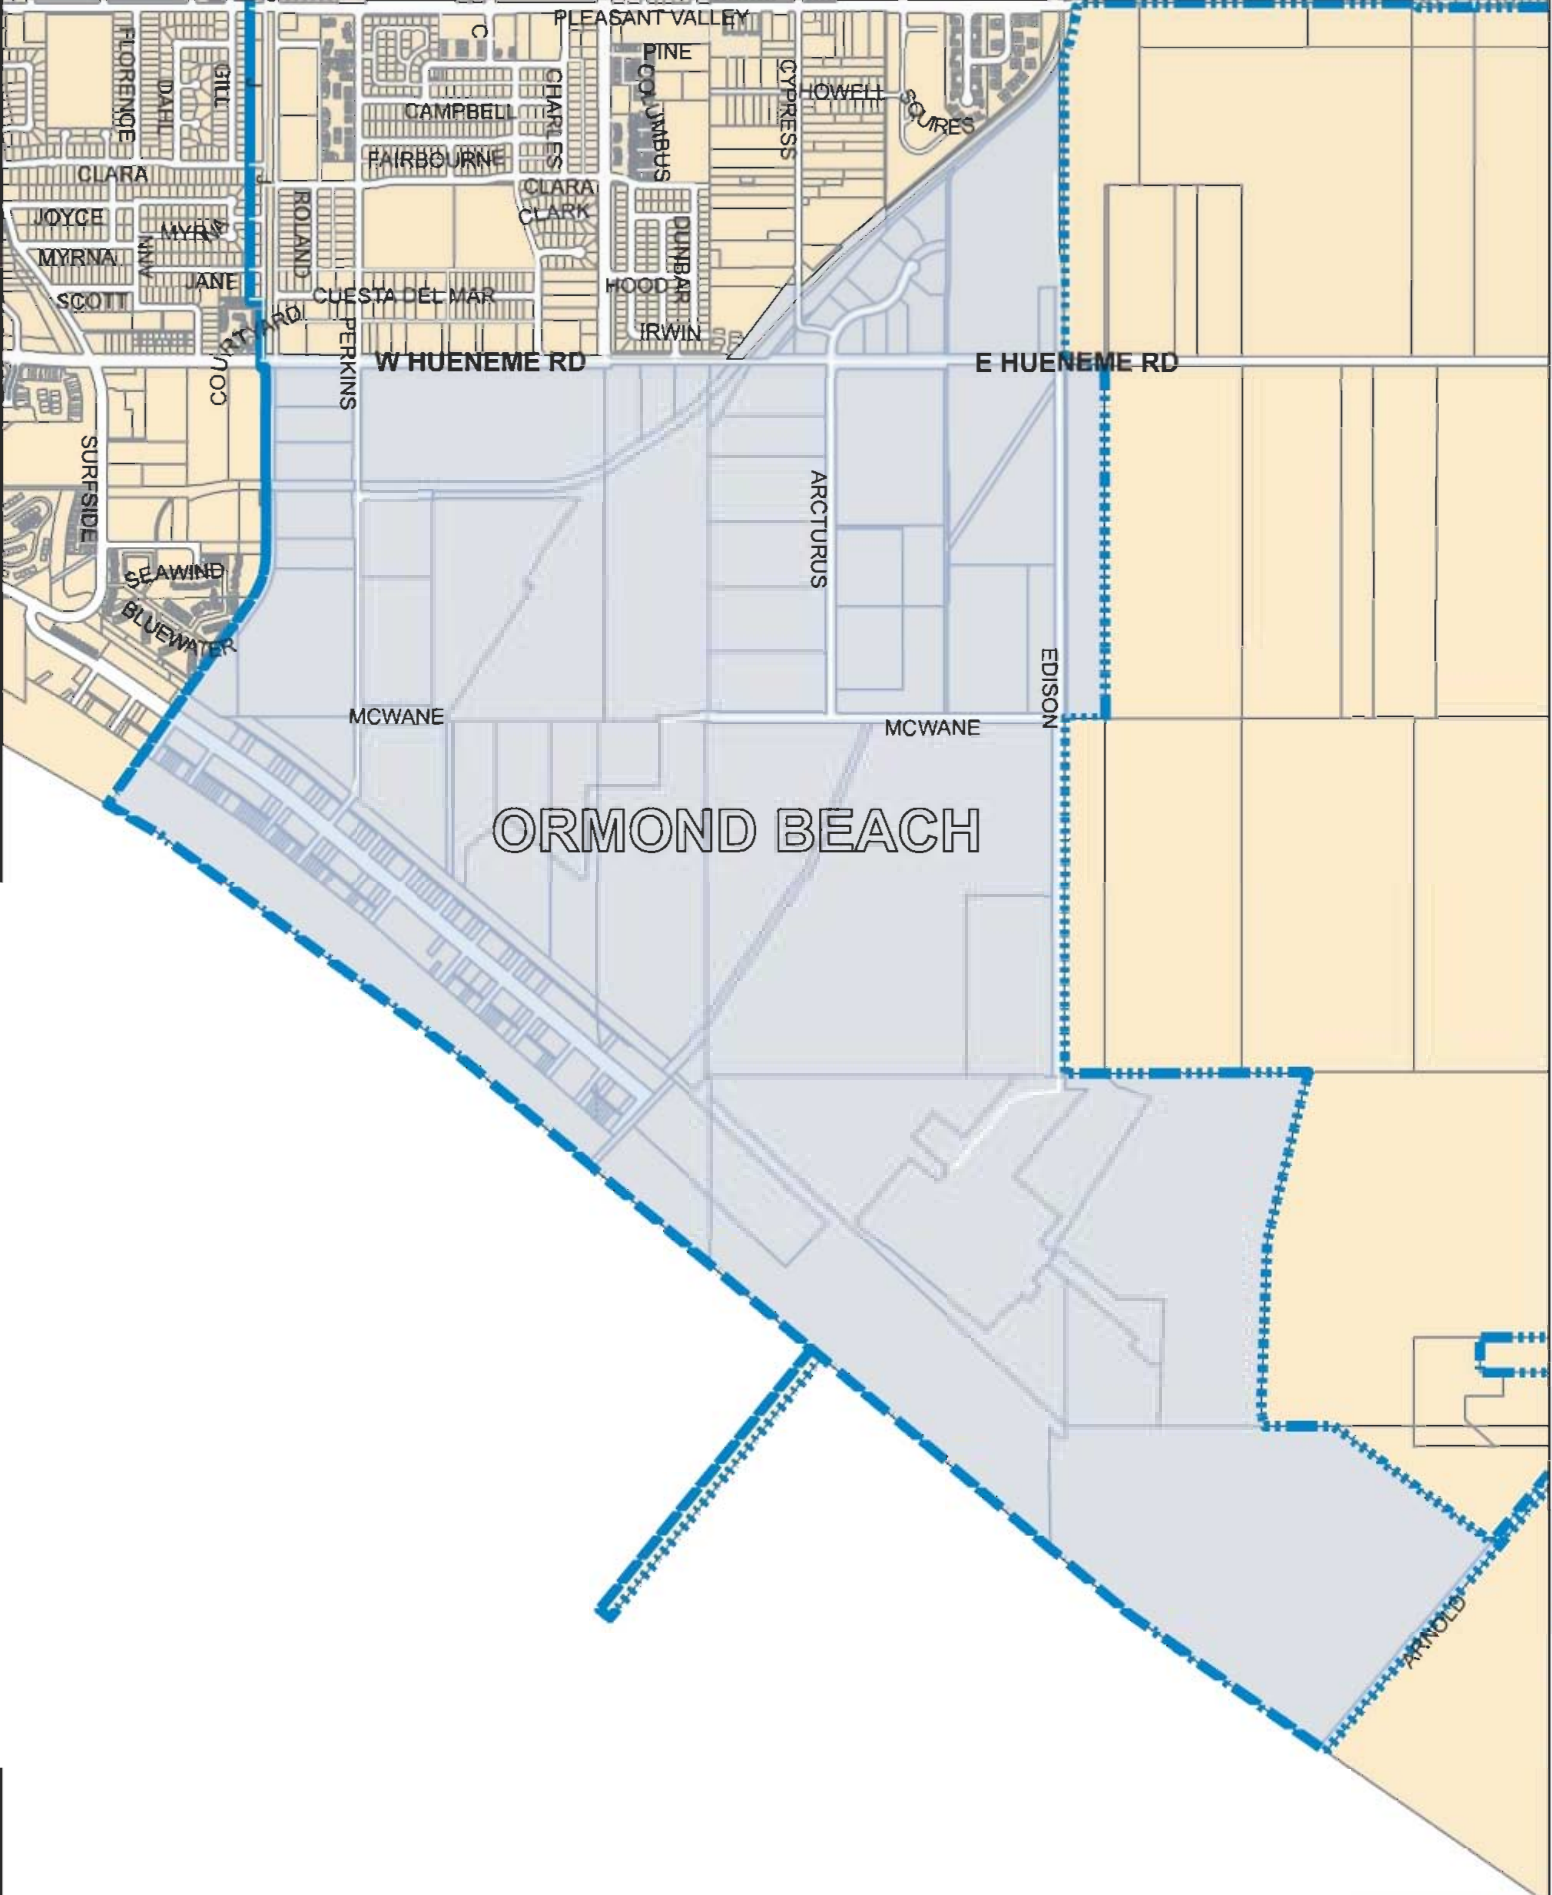 PLEASANT VALLEY
C
PINE
FLORENCE
DAHL
GILL
J
CAMPBELL
CHARLES
COLUMBUS
CYPRESS
HOWELL
SQUIRES
FAIRBOURNE
CLARA
J
CLARA
CLARK
JOYCE
MYRNA
ROLAND
DUNBAR
MYRNA
ANN
JANE
SCOTT
CUESTA DEL MAR
HOOD
COURTYARD
PERKINS
IRWIN
W HUENEME RD
E HUENEME RD
SURFSIDE
ARCTURUS
SEAWIND
BLUEWATER
EDISON
MCWANE
MCWANE
ORMOND BEACH
ARNOLD